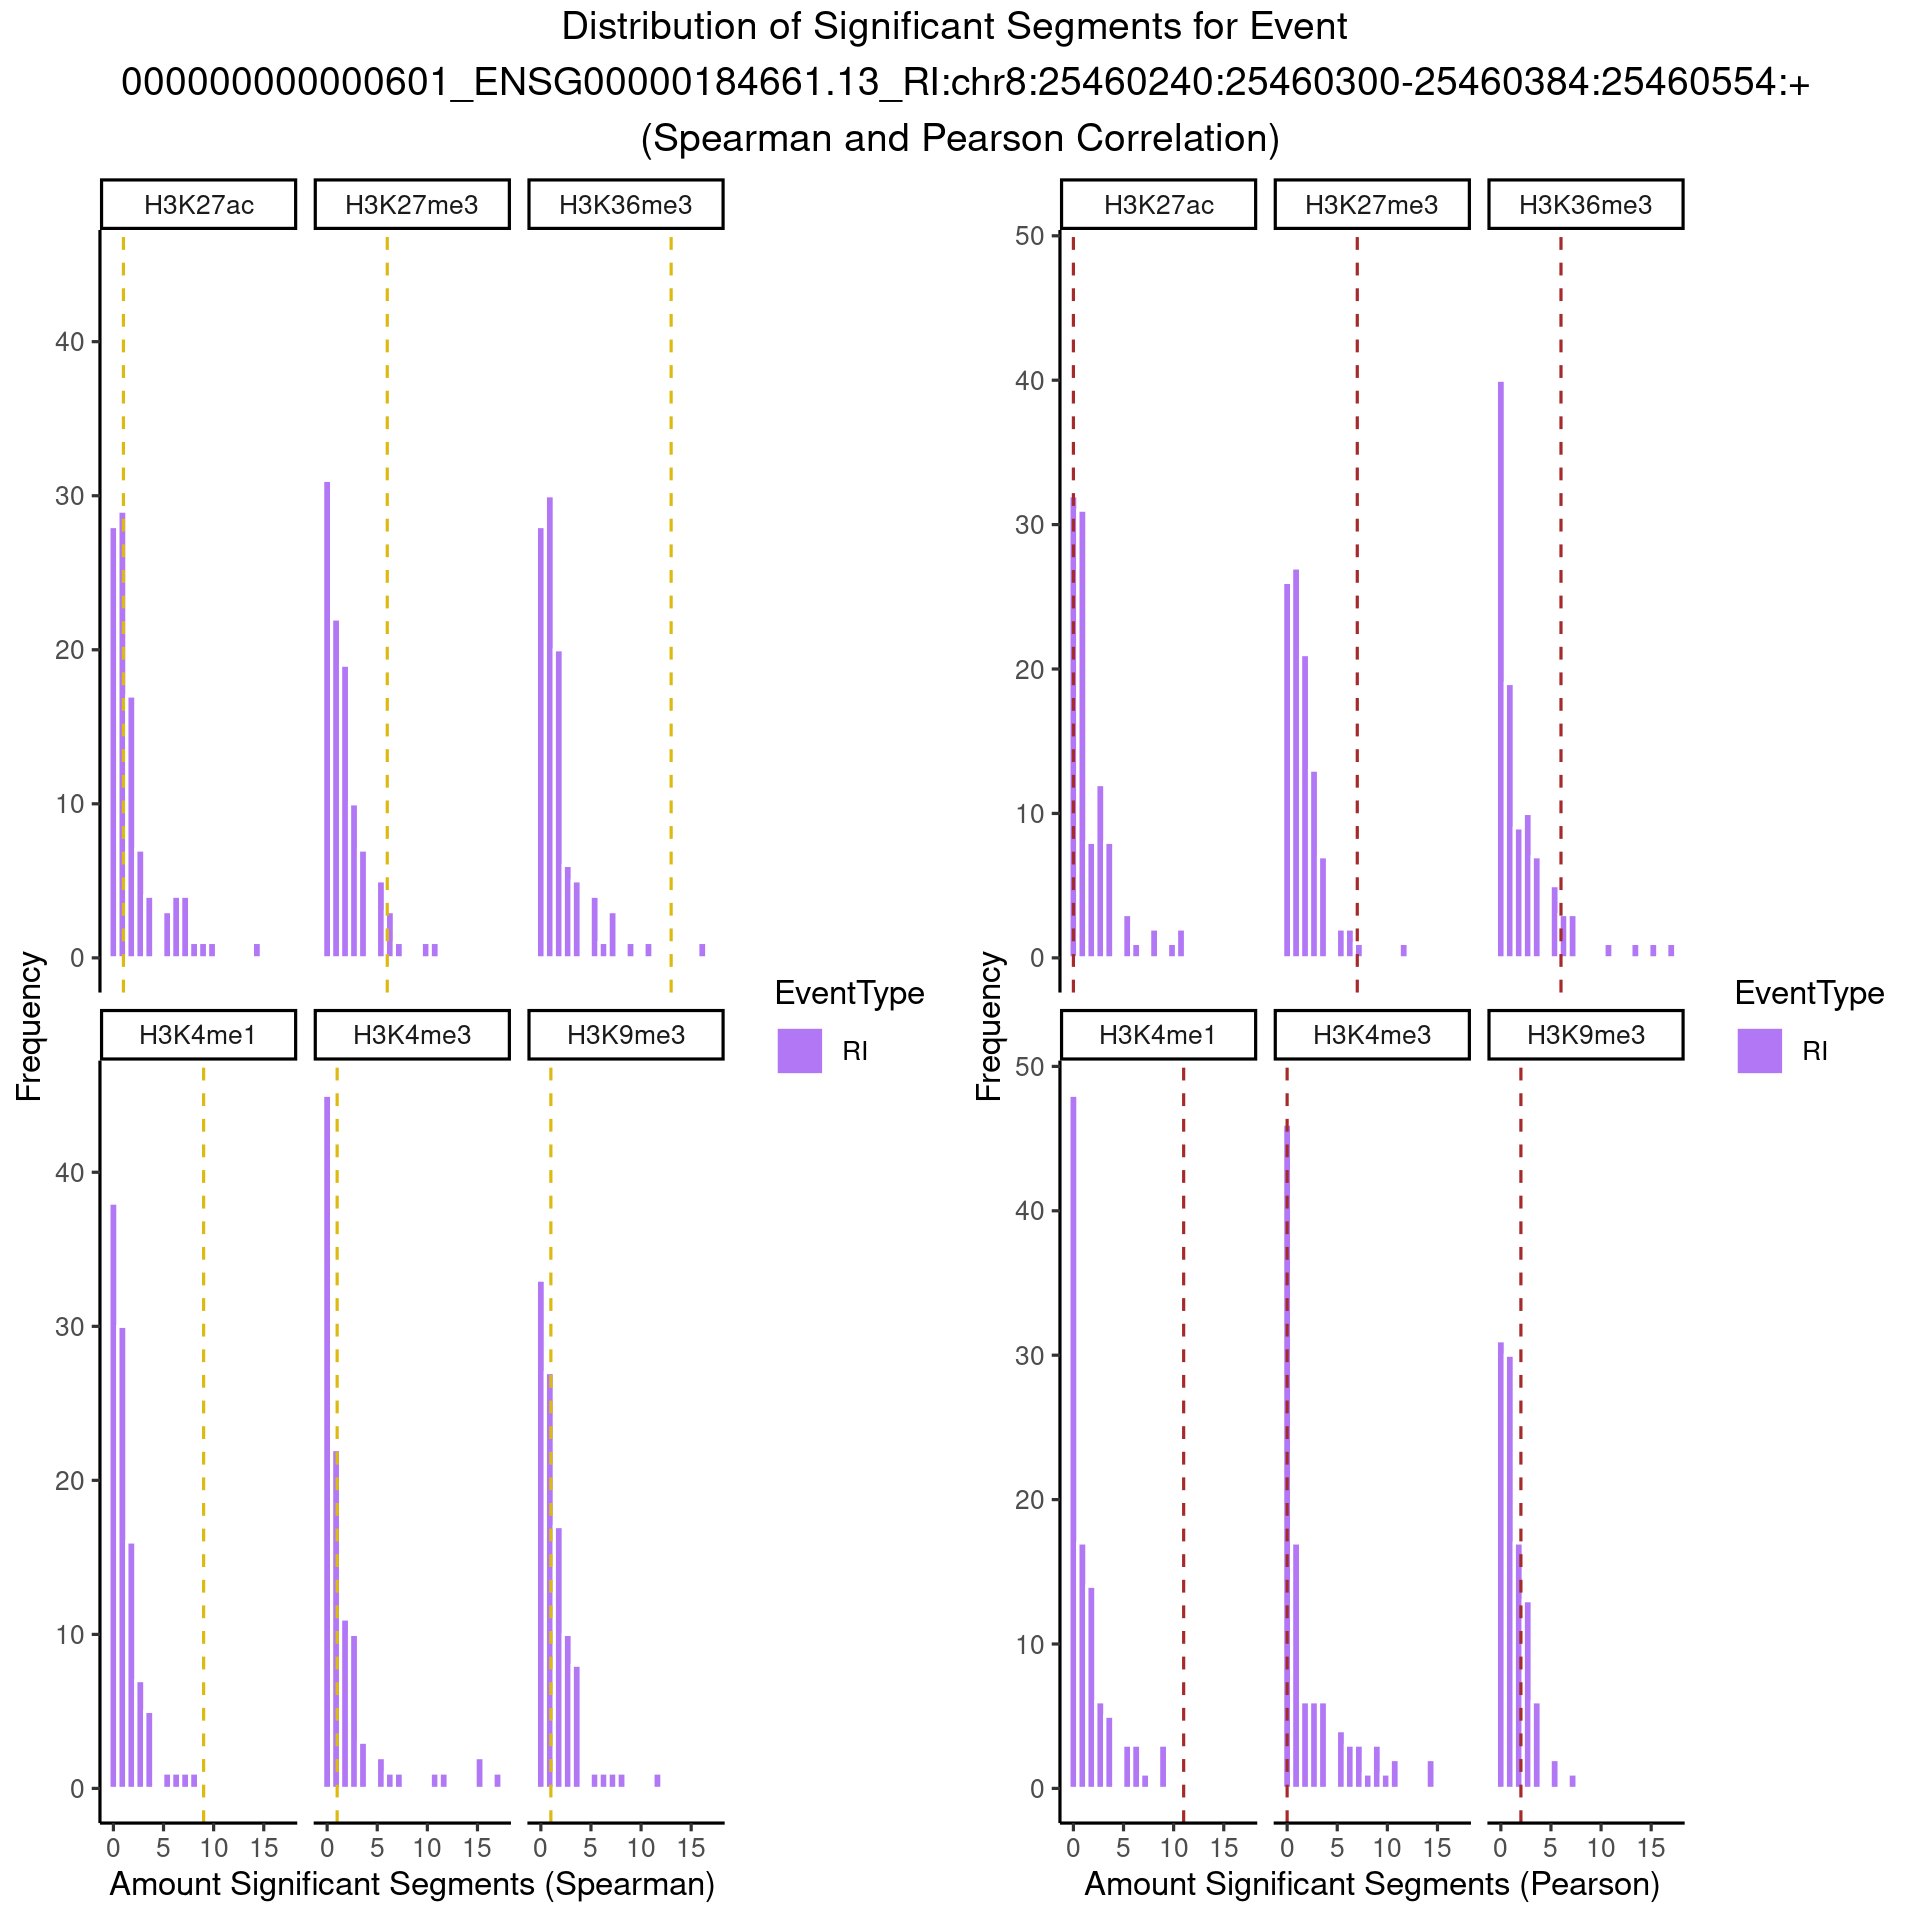 Distribution of Significant Segments for Event
000000000000601_ENSG00000184661.13_RI:chr8:25460240:25460300-25460384:25460554:+
(Spearman and Pearson Correlation)
H3K27ac H3K27me3 H3K36me3
40
30
20
10
0
H3K4me1 H3K4me3 H3K9me3
40
30
20
10
0
0 5 10 15 0 5 10 15 0 5 10 15
Frequency
Amount Significant Segments (Spearman)
EventType
RI
H3K27ac H3K27me3 H3K36me3
50
40
30
20
10
0
H3K4me1 H3K4me3 H3K9me3
50
40
30
20
10
0
0 5 10 15 0 5 10 15 0 5 10 15
Frequency
Amount Significant Segments (Pearson)
EventType
RI